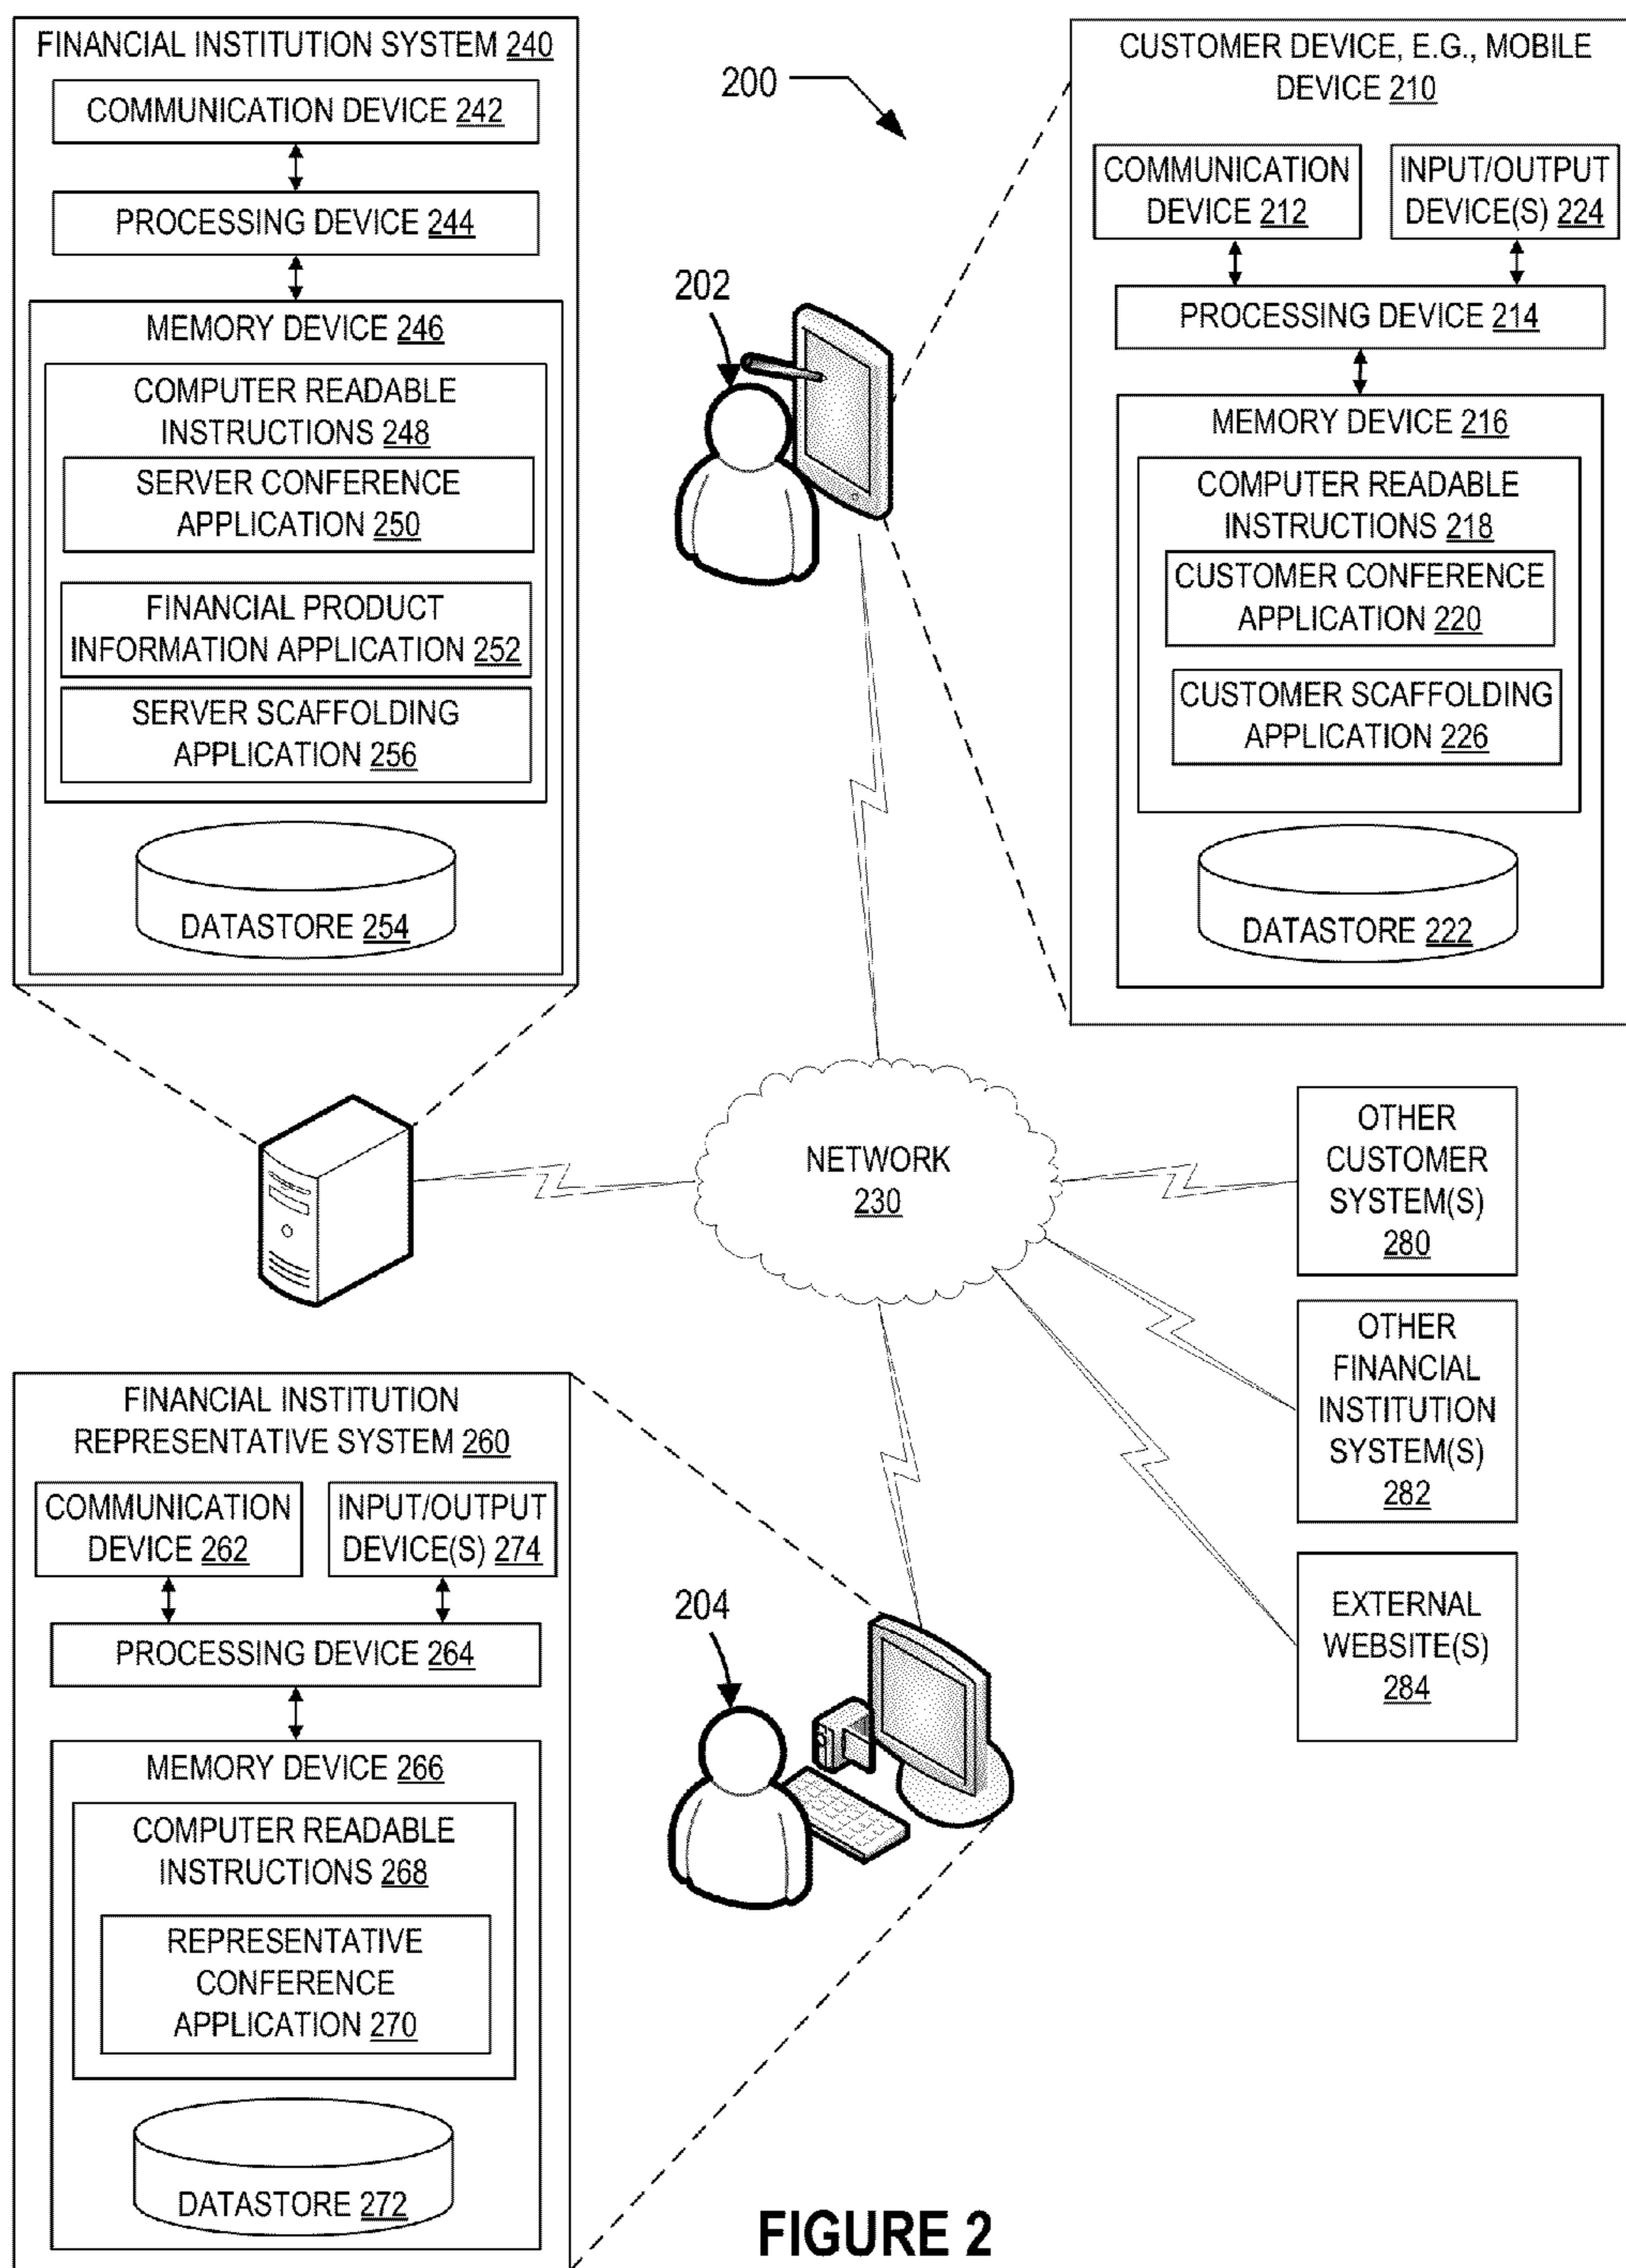 FINANCIAL INSTITUTION SYSTEM 240
COMMUNICATION DEVICE 242
PROCESSING DEVICE 244
MEMORY DEVICE 246
COMPUTER READABLE
INSTRUCTIONS 248
SERVER CONFERENCE
APPLICATION 250
FINANCIAL PRODUCT
INFORMATION APPLICATION 252
SERVER SCAFFOLDING
APPLICATION 256
DATASTORE 254
200
202
CUSTOMER DEVICE, E.G., MOBILE
DEVICE 210
COMMUNICATION
DEVICE 212
INPUT/OUTPUT
DEVICE(S) 224
PROCESSING DEVICE 214
MEMORY DEVICE 216
COMPUTER READABLE
INSTRUCTIONS 218
CUSTOMER CONFERENCE
APPLICATION 220
CUSTOMER SCAFFOLDING
APPLICATION 226
DATASTORE 222
NETWORK
230
OTHER
CUSTOMER
SYSTEM(S)
280
OTHER
FINANCIAL
INSTITUTION
SYSTEM(S)
282
EXTERNAL
WEBSITE(S)
284
FINANCIAL INSTITUTION
REPRESENTATIVE SYSTEM 260
COMMUNICATION
DEVICE 262
INPUT/OUTPUT
DEVICE(S) 274
PROCESSING DEVICE 264
MEMORY DEVICE 266
COMPUTER READABLE
INSTRUCTIONS 268
REPRESENTATIVE
CONFERENCE
APPLICATION 270
DATASTORE 272
204
FIGURE 2